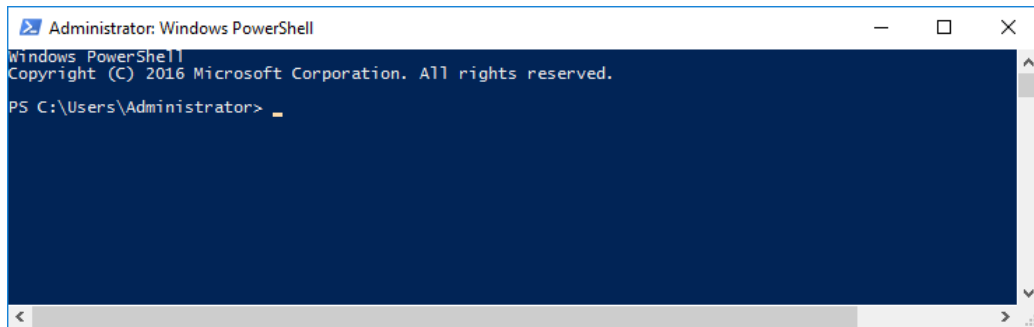 Administrator: Windows PowerShell
Windows PowerShell
Copyright (C) 2016 Microsoft Corporation. All rights reserved.
PS C:\Users\Administrator> _